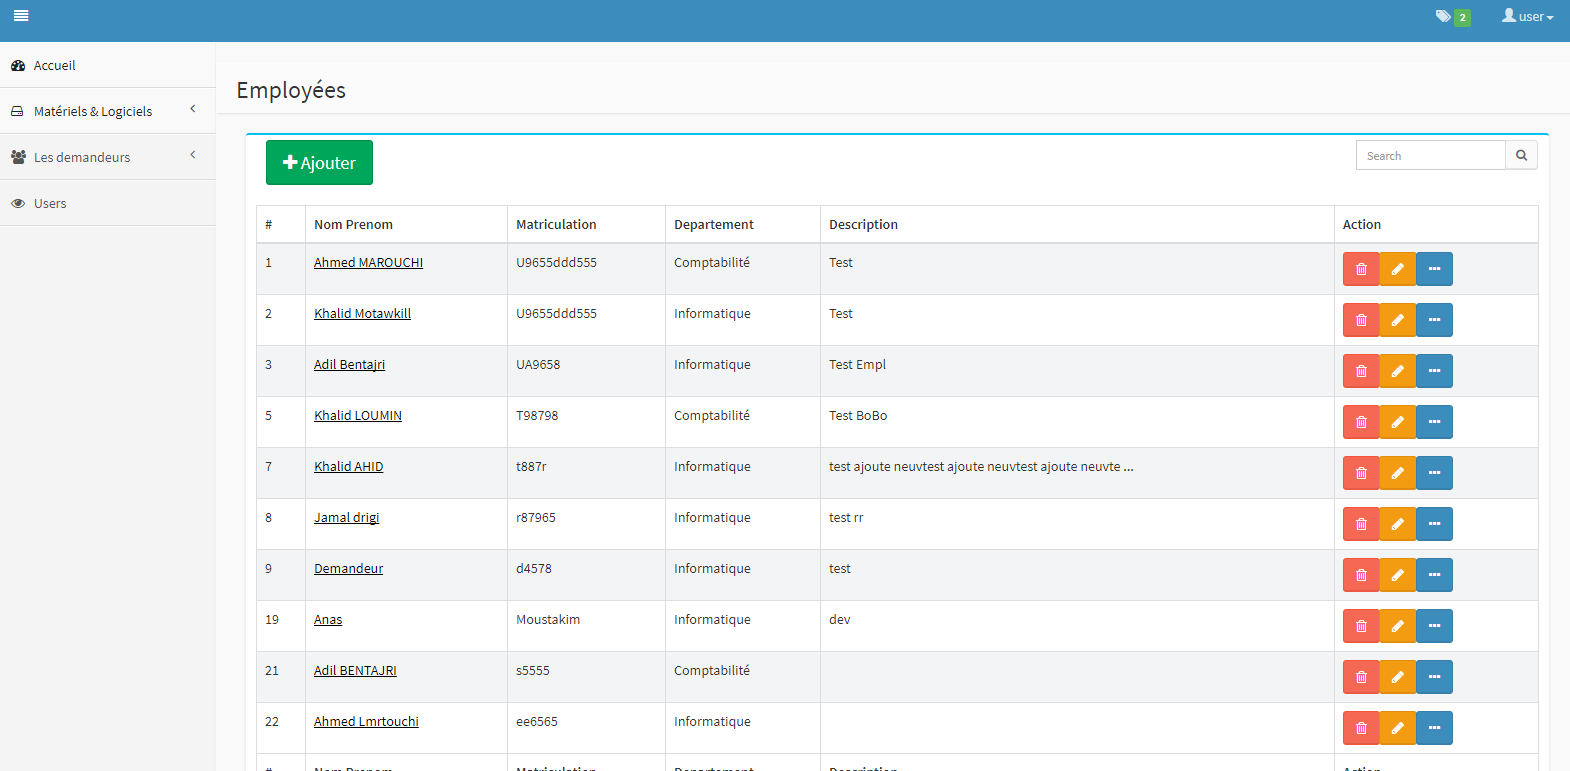 2 user
Accueil
Employées
Matériels & Logiciels
Les demandeurs
Users
Ajouter
Search
# Nom Prenom Matriculation Departement Description Action
1 Ahmed MAROUCHI U9655ddd555 Comptabilité Test
2 Khalid Motawkill U9655ddd555 Informatique Test
3 Adil Bentajri UA9658 Informatique Test Empl
5 Khalid LOUMIN T98798 Comptabilité Test BoBo
7 Khalid AHID t887r Informatique test ajoute neuvtest ajoute neuvtest ajoute neuvte ...
8 Jamal drigi r87965 Informatique test rr
9 Demandeur d4578 Informatique test
19 Anas Moustakim Informatique dev
21 Adil BENTAJRI s5555 Comptabilité
22 Ahmed Lmrtouchi ee6565 Informatique
# Nom Prenom Matriculation Departement Description Action